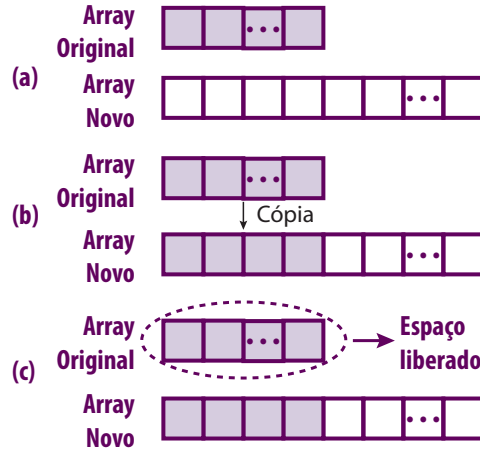 Array
Original
• • •
(a)
Array
Novo
• • •
Array
Original
• • •
(b)
Cópia
Array
Novo
• • •
Array
Original
• • •
Espaço
liberado
(c)
Array
Novo
• • •